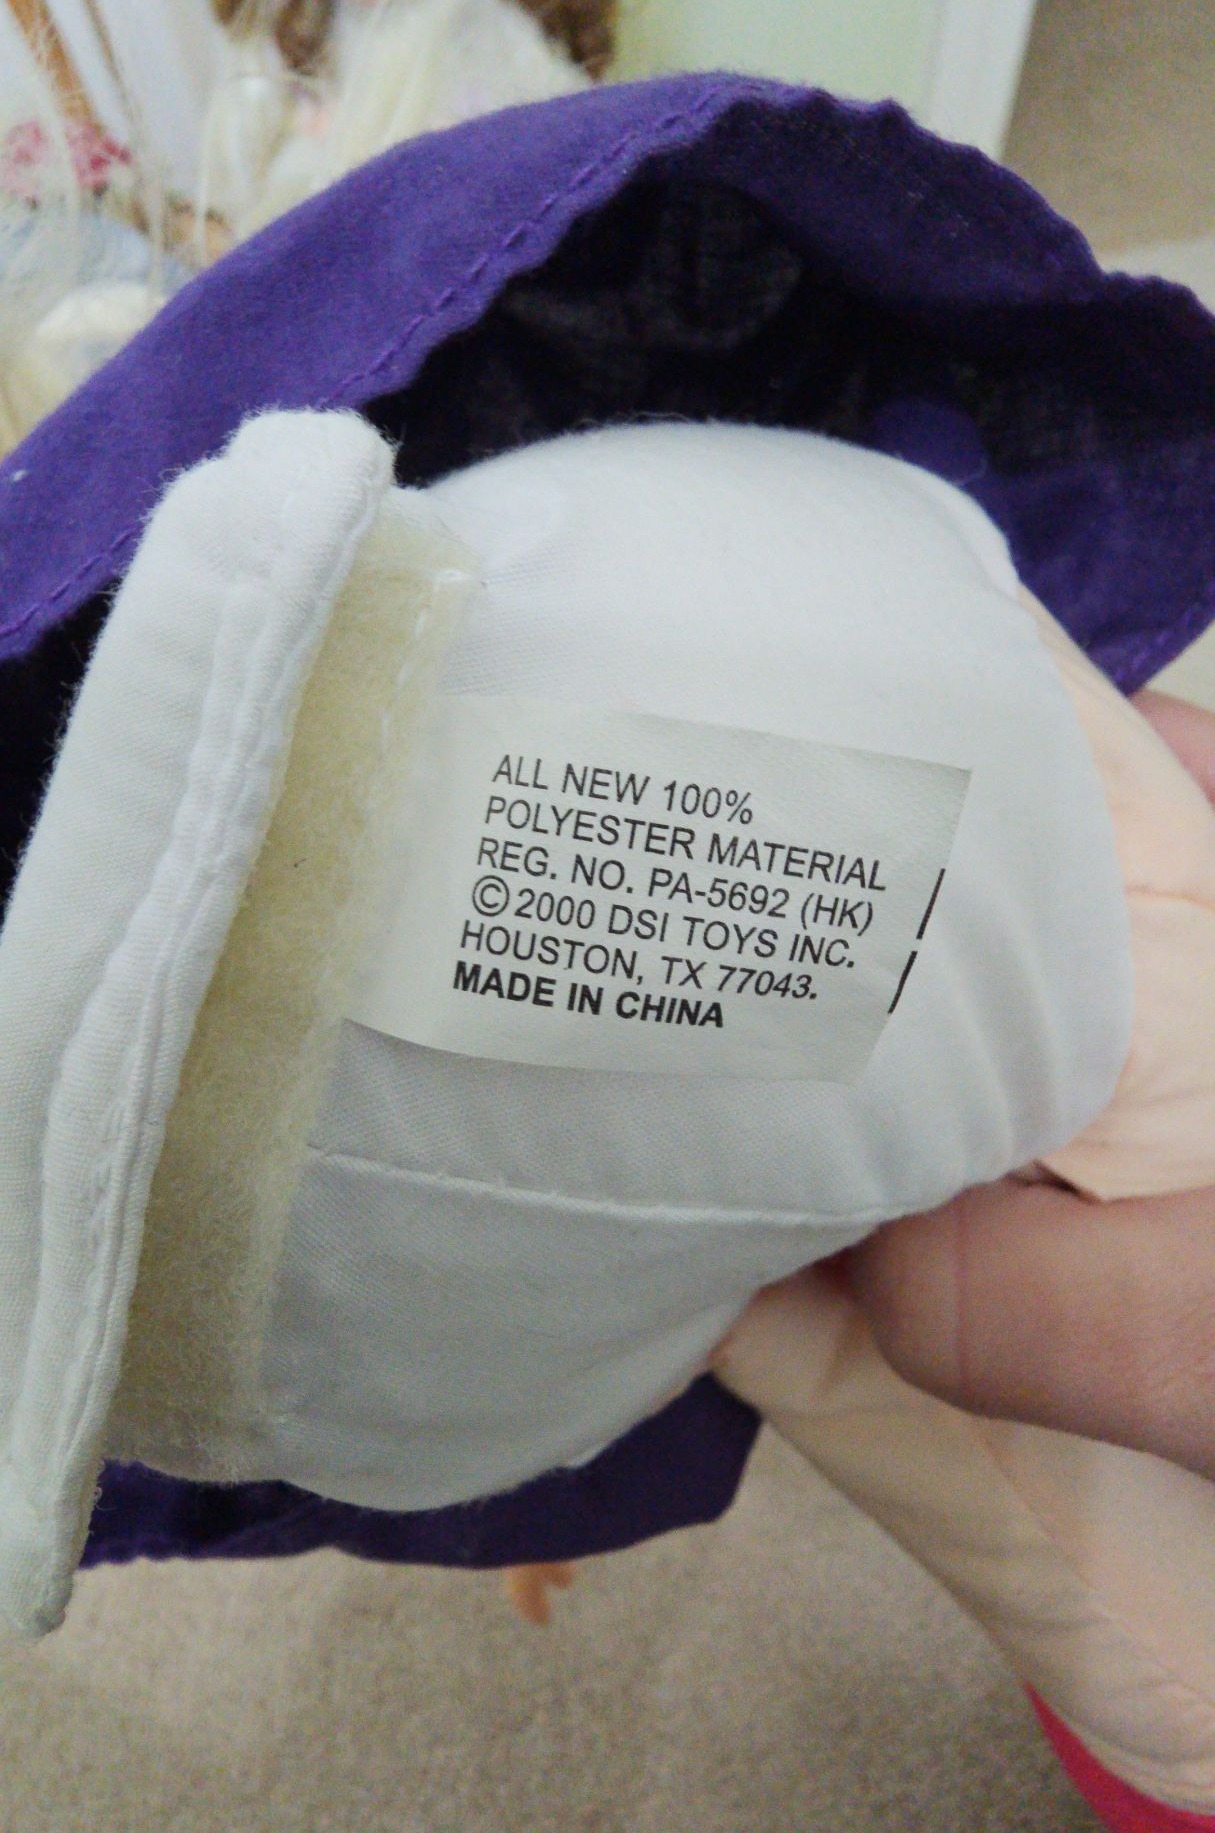 ALL NEW 100%
POLYESTER MATERIAL
REG. NO. PA-5692 (HK)
©2000 DSI TOYS INC.
HOUSTON, TX 77043.
MADE IN CHINA